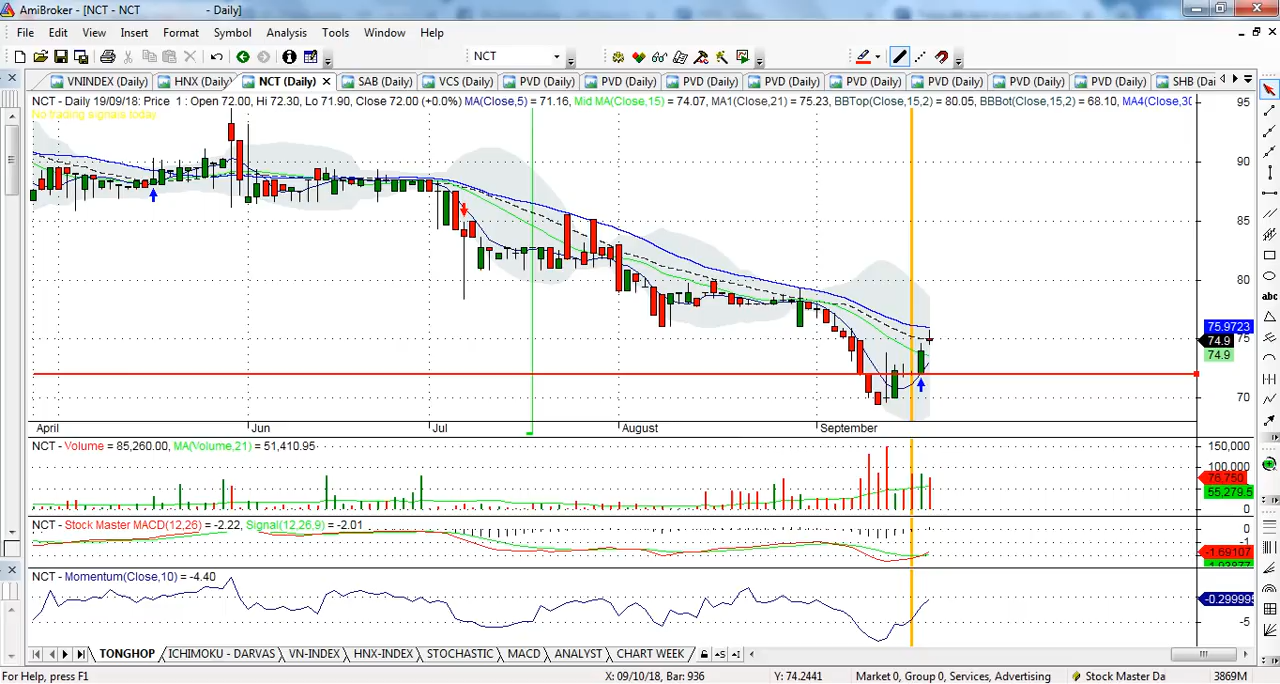 AmiBroker - [NCT - NCT - Daily]
File Edit View Insert Format Symbol Analysis Tools Window Help
NCT
VNINDEX (Daily) HNX (Daily) NCT (Daily) SAB (Daily) VCS (Daily) PVD (Daily) PVD (Daily) PVD (Daily) PVD (Daily) PVD (Daily) PVD (Daily) PVD (Daily) PVD (Daily) SHB (Dai
NCT - Daily 19/09/18: Price 1 : Open 72.00, Hi 72.30, Lo 71.90, Close 72.00 (+0.0%) MA(Close,5) = 71.16, Mid MA(Close,15) = 74.07, MA1(Close,21) = 75.23, BBTop(Close,15,2) = 80.05, BBBot(Close,15,2) = 68.10, MA4(Close,30
No trading signals today
95
90
85
80
75.9723
74.9
75
74.9
70
April Jun Jul August September
NCT - Volume = 85,260.00, MA(Volume,21) = 51,410.95
150,000
100,000
76,750
55,279.5
0
NCT - Stock Master MACD(12,26) = -2.22, Signal(12,26,9) = -2.01
0
-1
-1.69107
NCT - Momentum(Close,10) = -4.40
-0.299995
-5
TONGHOP ICHIMOKU - DARVAS VN-INDEX HNX-INDEX STOCHASTIC MACD ANALYST CHART WEEK
abc
For Help, press F1 X: 09/10/18, Bar: 936 Y: 74.2441 Market 0, Group 0, Services, Advertising Stock Master Da 3869M